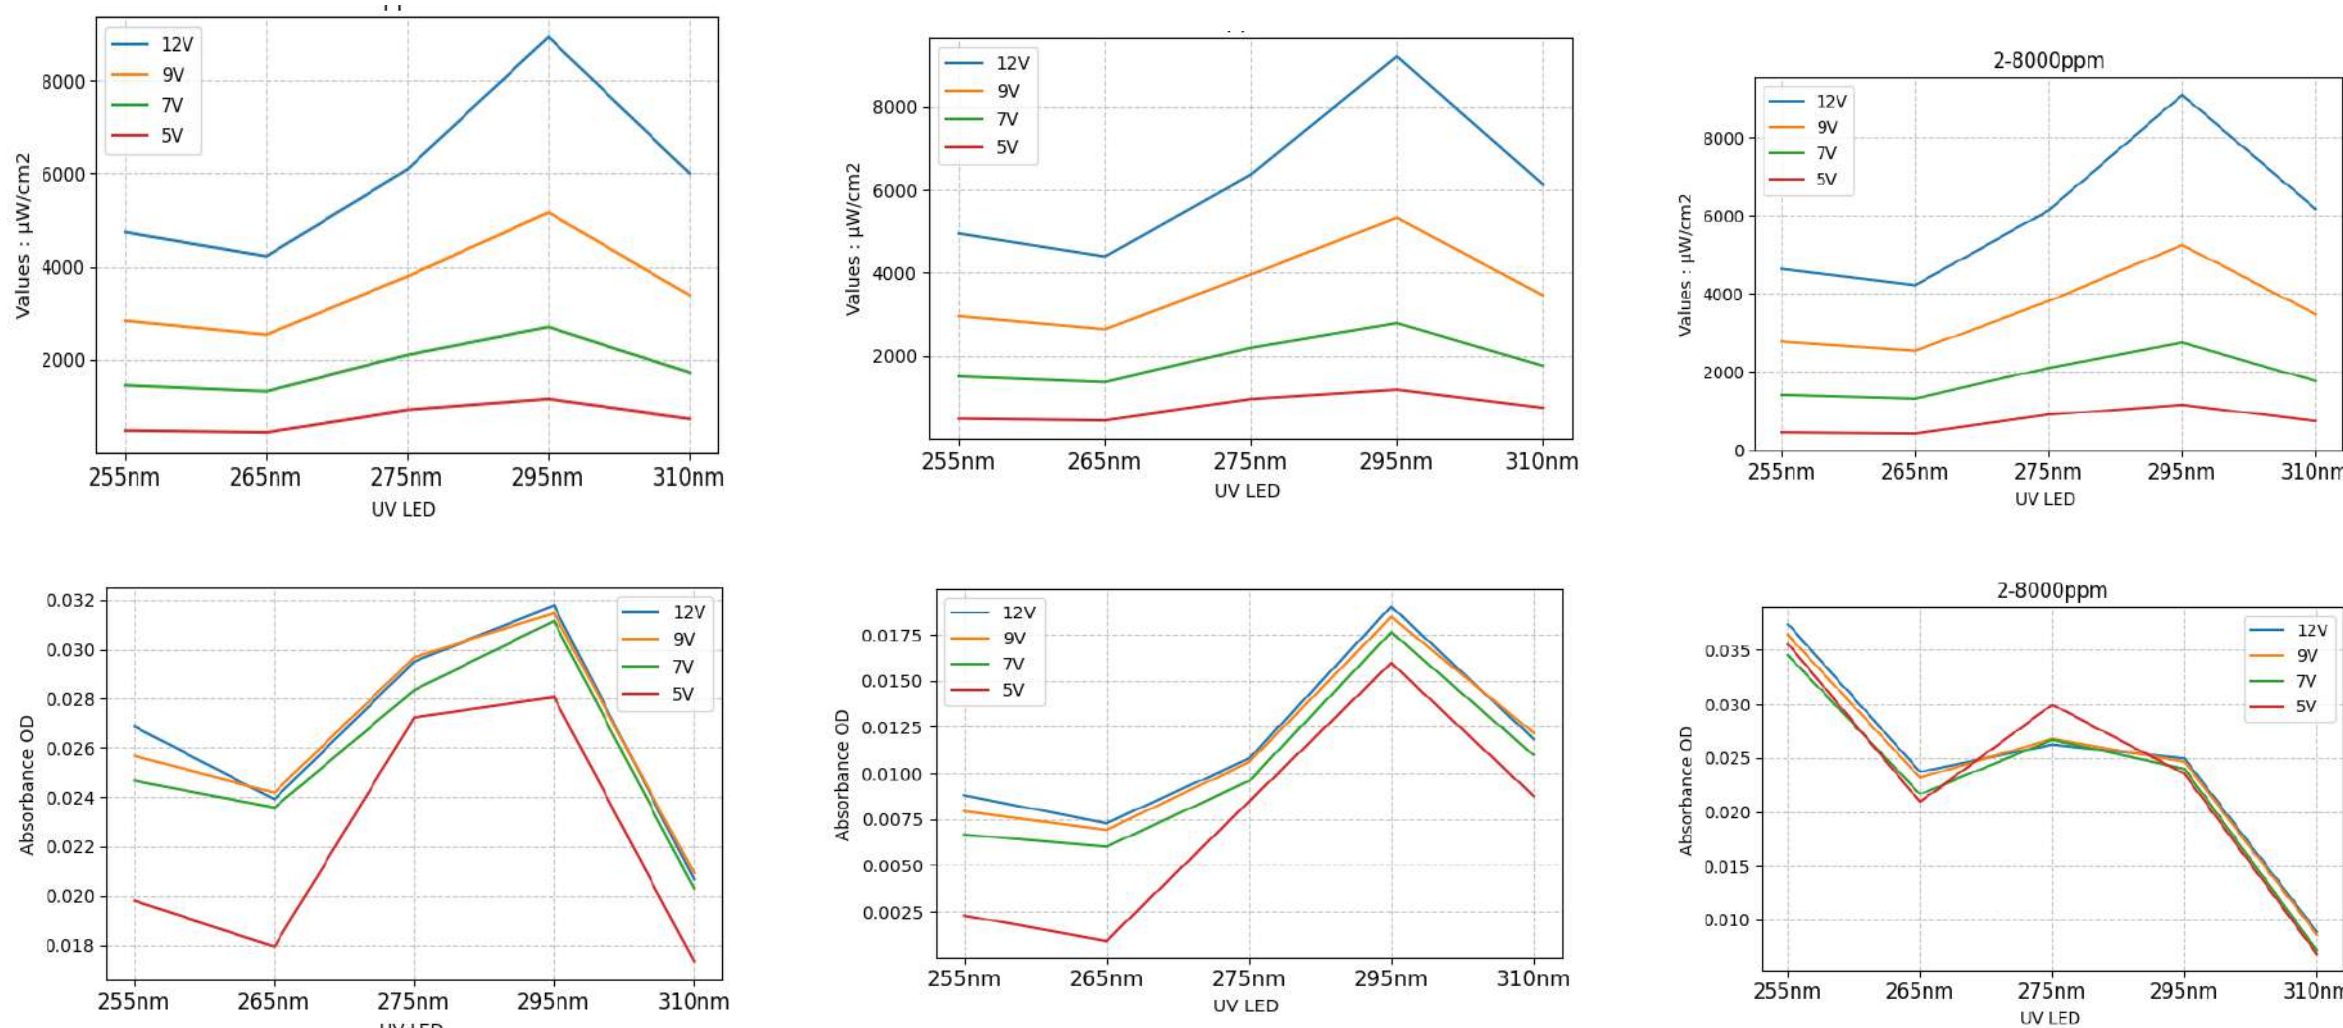 12V
9V
7V
5V
8000
6000
4000
2000
Values : μW/cm2
255nm
265nm
275nm
295nm
310nm
UV LED
12V
9V
7V
5V
8000
6000
4000
2000
Values : μW/cm2
255nm
265nm
275nm
295nm
310nm
UV LED
2-8000ppm
12V
9V
7V
5V
8000
6000
4000
2000
0
Values : μW/cm2
255nm
265nm
275nm
295nm
310nm
UV LED
0.032
0.030
0.028
0.026
0.024
0.022
0.020
0.018
Absorbance OD
12V
9V
7V
5V
255nm
265nm
275nm
295nm
310nm
UV LED
12V
9V
7V
5V
0.0175
0.0150
0.0125
0.0100
0.0075
0.0050
0.0025
Absorbance OD
255nm
265nm
275nm
295nm
310nm
UV LED
2-8000ppm
12V
9V
7V
5V
0.035
0.030
0.025
0.020
0.015
0.010
Absorbance OD
255nm
265nm
275nm
295nm
310nm
UV LED